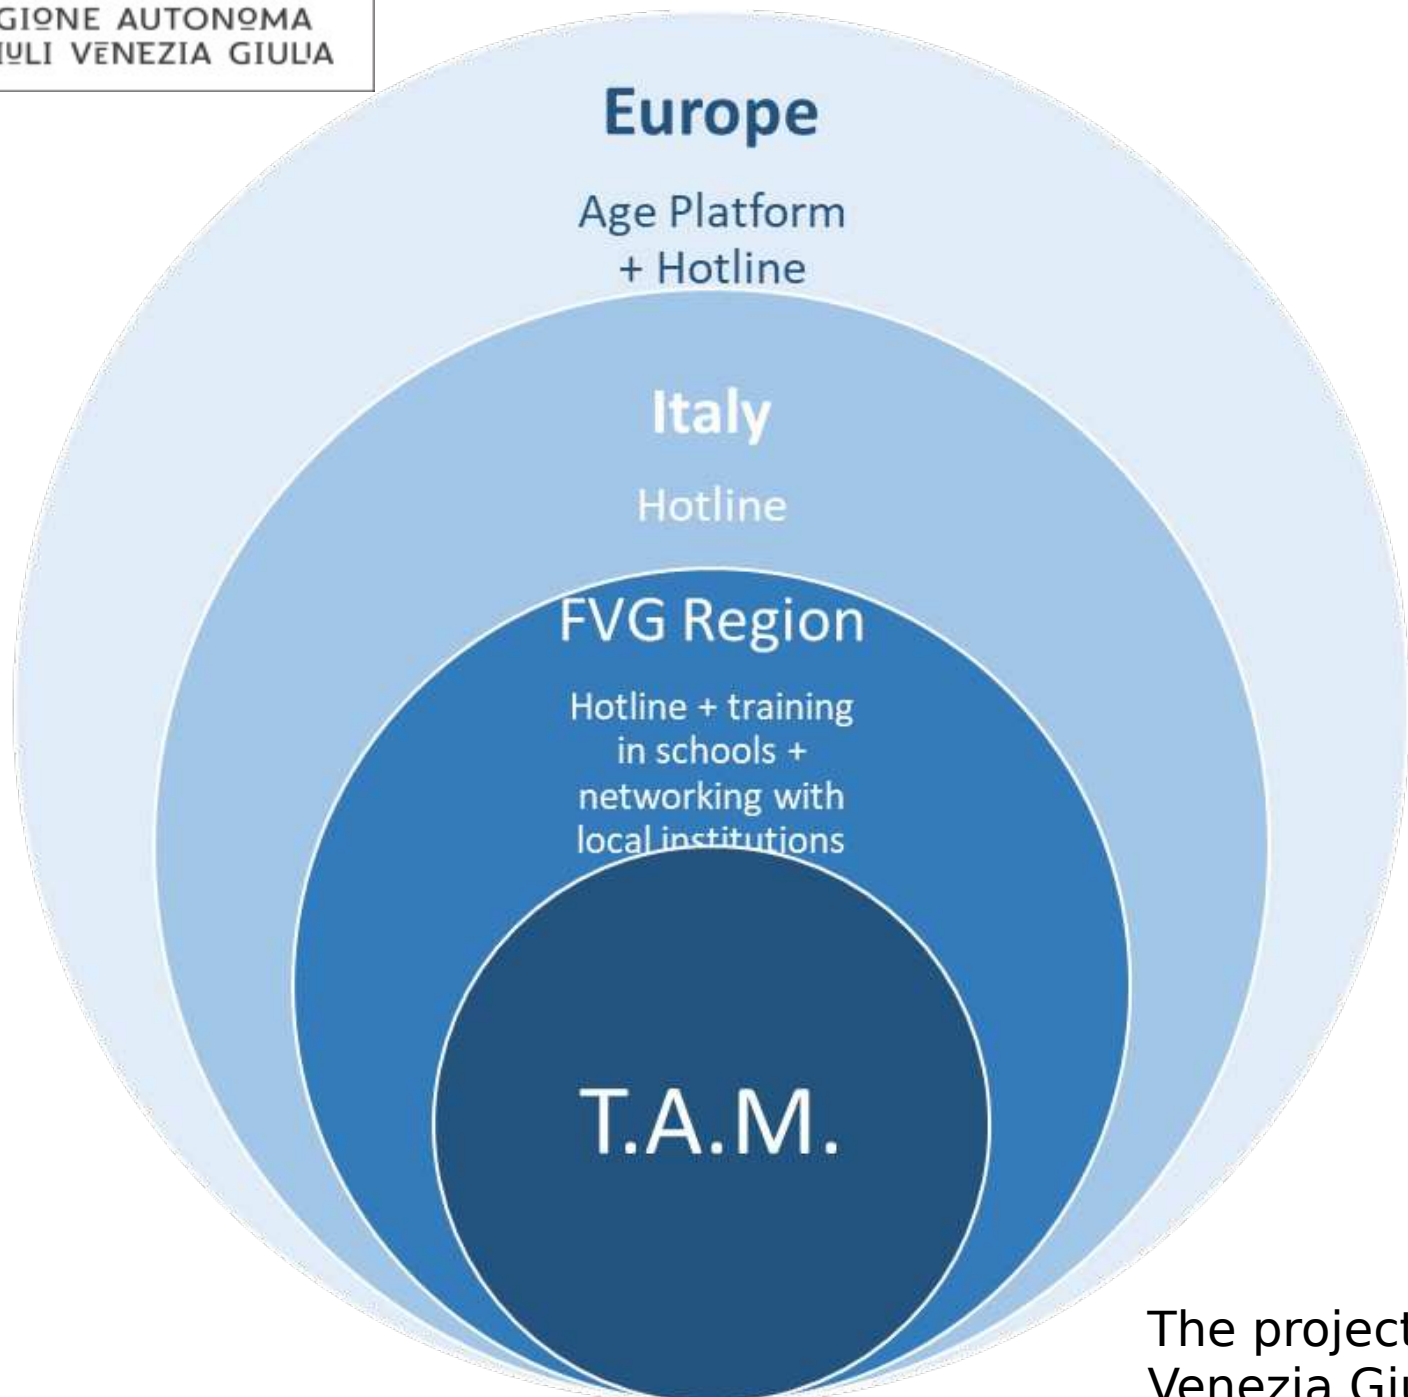 GIONE AUTONOMA
IULI VENEZIA GIULIA
Europe
Age Platform
+ Hotline
Italy
Hotline
FVG Region
Hotline + training
in schools +
networking with
local institutions
T.A.M.
The project
Venezia